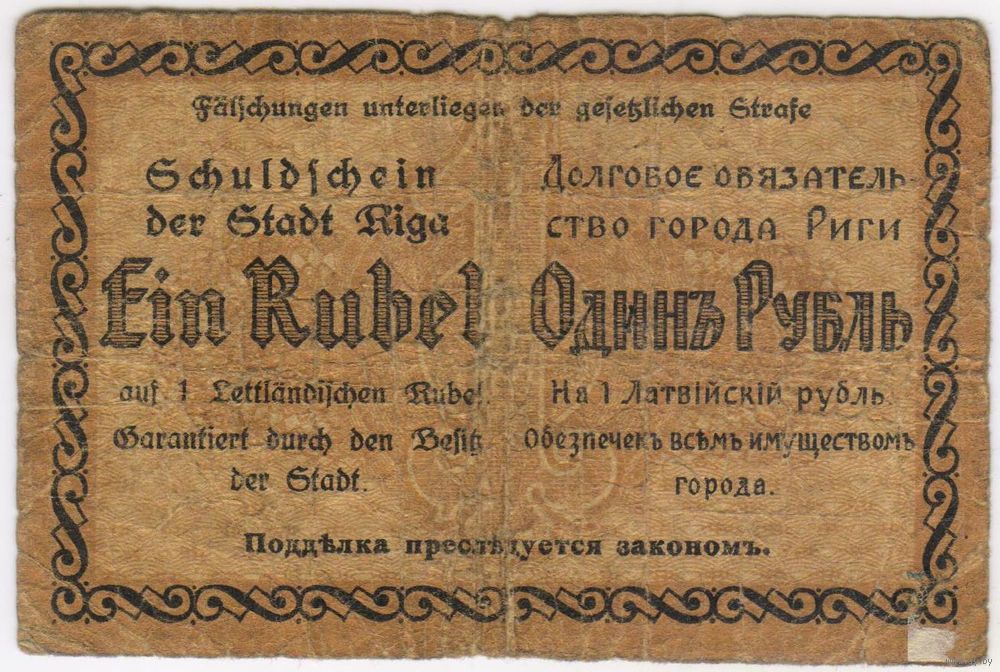 Fälschungen unterliegen der gesetzlichen Strafe
Schuldschein
der Stadt Riga
Ein Rubel
auf 1 Lettländischen Rubel.
Garantiert durch den Besitz
der Stadt.
Долговое обязатель-
ство города Риги
Одинъ Рубль
На 1 Латвійскій рубль
Обезпечекъ всѣмъ имуществомъ
города.
Поддѣлка преслѣдуется закономъ.